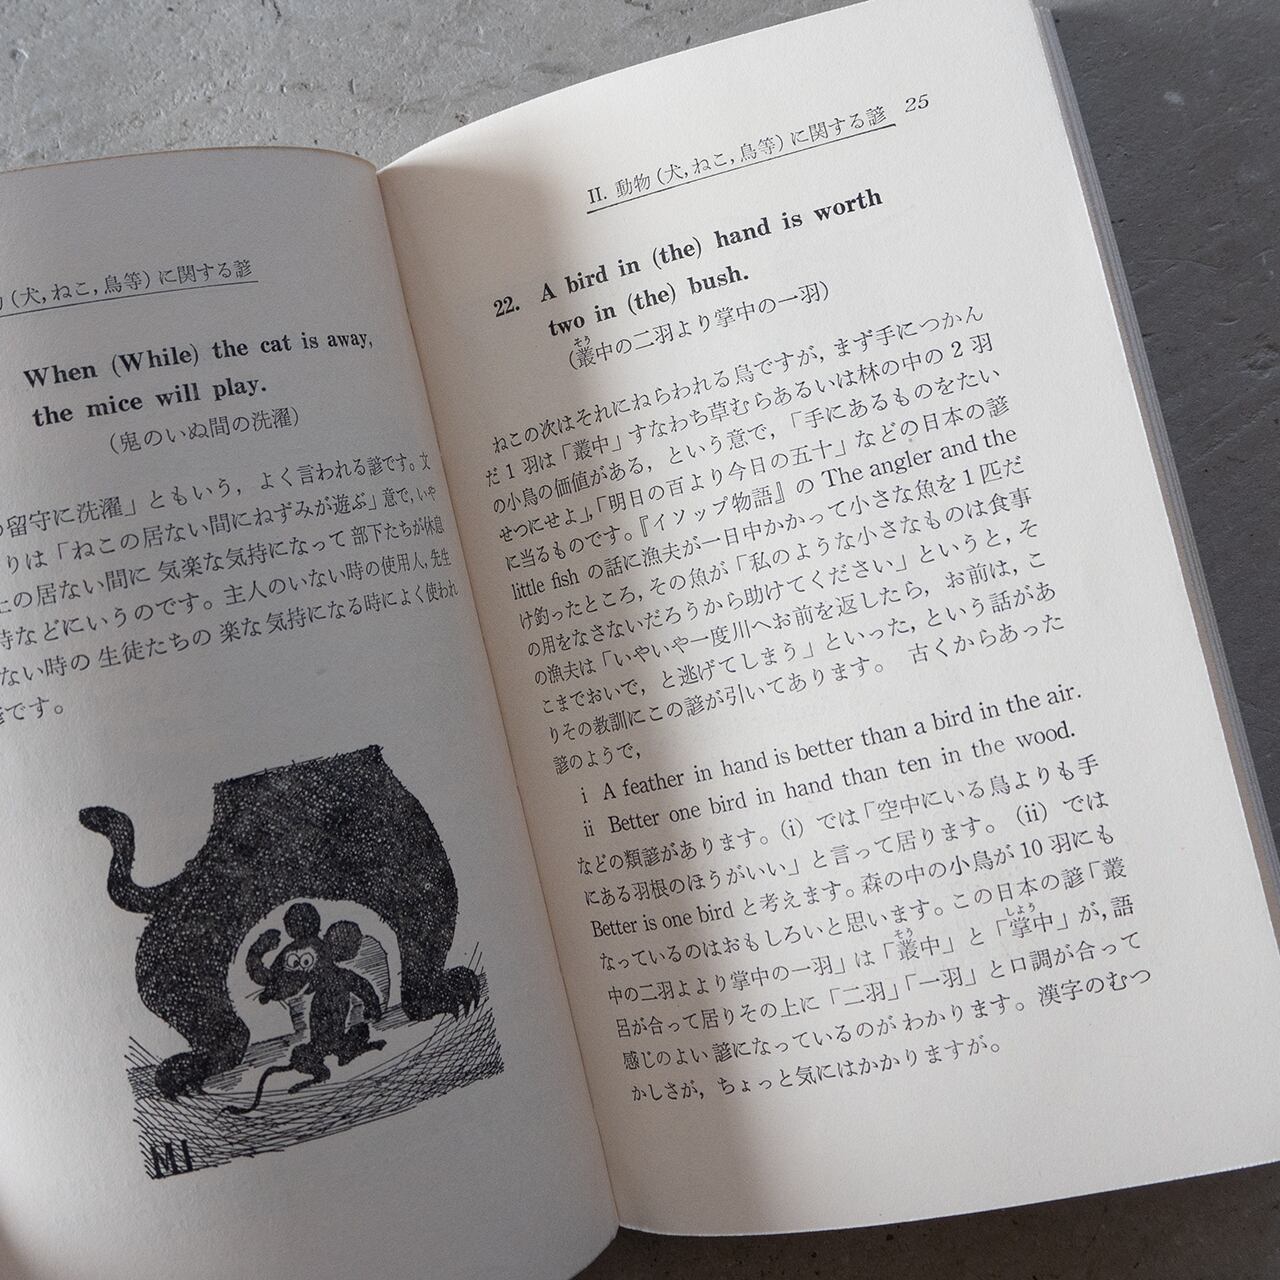 (犬, ねこ, 鳥等) に関する諺
When (While) the cat is away,
the mice will play.
(鬼のいぬ間の洗濯)
留守に洗濯」ともいう, よく言われる諺です。文
りは「ねこの居ない間にねずみが遊ぶ」意で, いや
上の居ない間に 気楽な気持になって 部下たちが休息
時などにいうのです。主人のいない時の使用人, 先生
ない時の 生徒たちの 楽な 気持になる時によく使われ
です。
MI
25
II. 動物 (犬, ねこ, 鳥等) に関する諺
22. A bird in (the) hand is worth
two in (the) bush.
そう
(叢中の二羽より掌中の一羽)
ねこの次はそれにねらわれる鳥ですが, まず手につかん
だ 1 羽は「叢中」すなわち草むらあるいは林の中の 2 羽
の小鳥の価値がある, という意で, 「手にあるものをたい
せつにせよ」,「明日の百より今日の五十」などの日本の諺
に当るものです。『イソップ物語』の The angler and the
little fish の話に漁夫が一日中かかって小さな魚を 1 匹だ
け釣ったところ, その魚が「私のような小さなものは食事
の用をなさないだろうから助けてください」というと, そ
の漁夫は「いやいや一度川へお前を返したら, お前は, こ
こまでおいで, と逃げてしまう」といった, という話があ
りその教訓にこの諺が引いてあります。 古くからあった
諺のようで,
i A feather in hand is better than a bird in the air.
ii Better one bird in hand than ten in the wood.
などの類諺があります。(i) では「空中にいる鳥よりも手
にある羽根のほうがいい」と言って居ります。 (ii) では
Better is one bird と考えます。森の中の小鳥が 10 羽にも
なっているのはおもしろいと思います。この日本の諺「叢
中の二羽よより掌中の一羽」は「叢中」と「掌中」が, 語
そう しょう
呂が合って居りその上に「二羽」「一羽」と口調が合って
感じのよい 諺になっているのが わかります。漢字のむつ
かしさが, ちょっと気にはかかりますが。